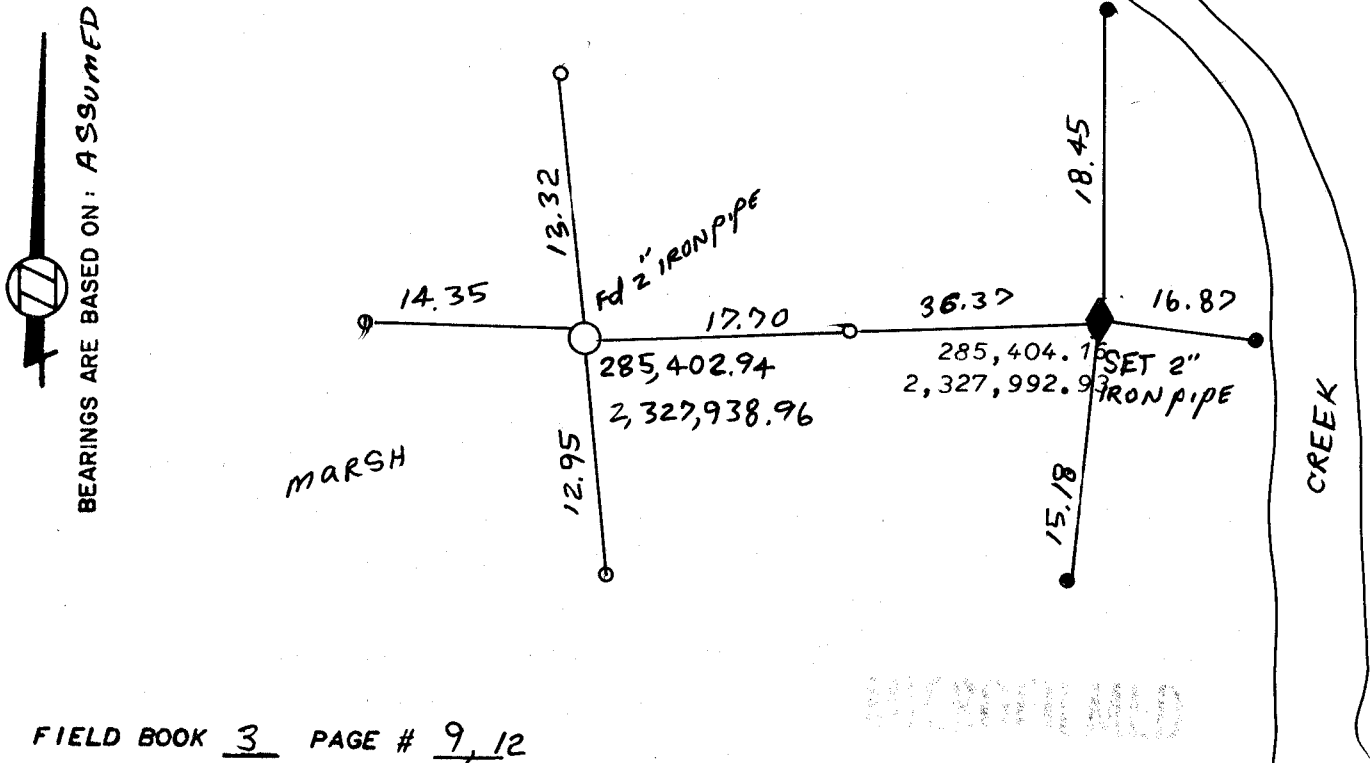 BEARINGS ARE BASED ON: ASSUMED
13.32
18.45
Fd 2" IRON PIPE
14.35
17.70
36.37
16.87
285,402.94
2,327,938.96
285,404.15
2,327,992.93
SET 2"
IRON PIPE
MARSH
12.95
15.18
CREEK
MICROFILMED
FIELD BOOK 3 PAGE # 9, 12